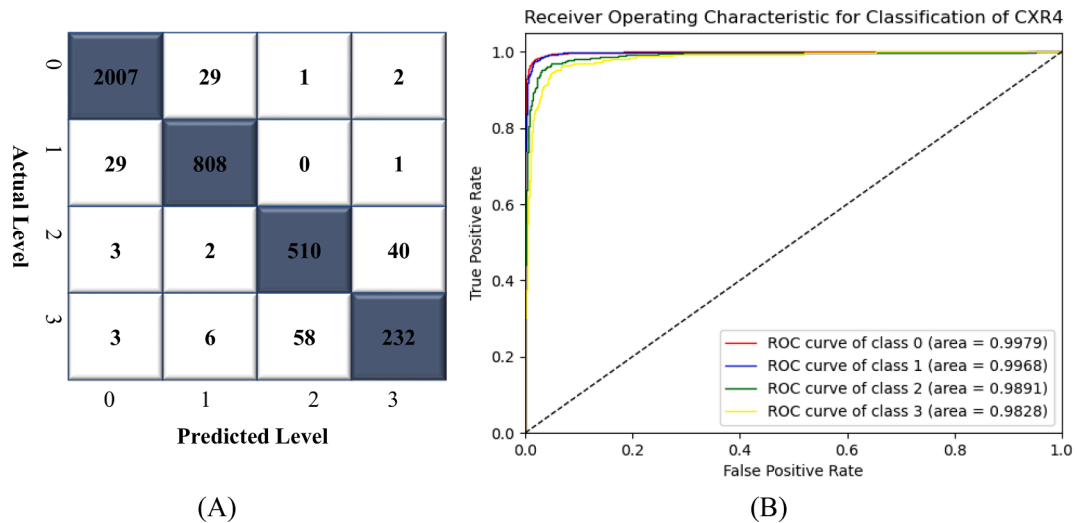 0
2007 29 1 2
1
29 808 0 1
2
3 2 510 40
3
3 6 58 232
Actual Level
0 1 2 3
Predicted Level
(A)
Receiver Operating Characteristic for Classification of CXR4
1.0
0.8
0.6
0.4
0.2
0.0
True Positive Rate
ROC curve of class 0 (area = 0.9979)
ROC curve of class 1 (area = 0.9968)
ROC curve of class 2 (area = 0.9891)
ROC curve of class 3 (area = 0.9828)
0.0 0.2 0.4 0.6 0.8 1.0
False Positive Rate
(B)